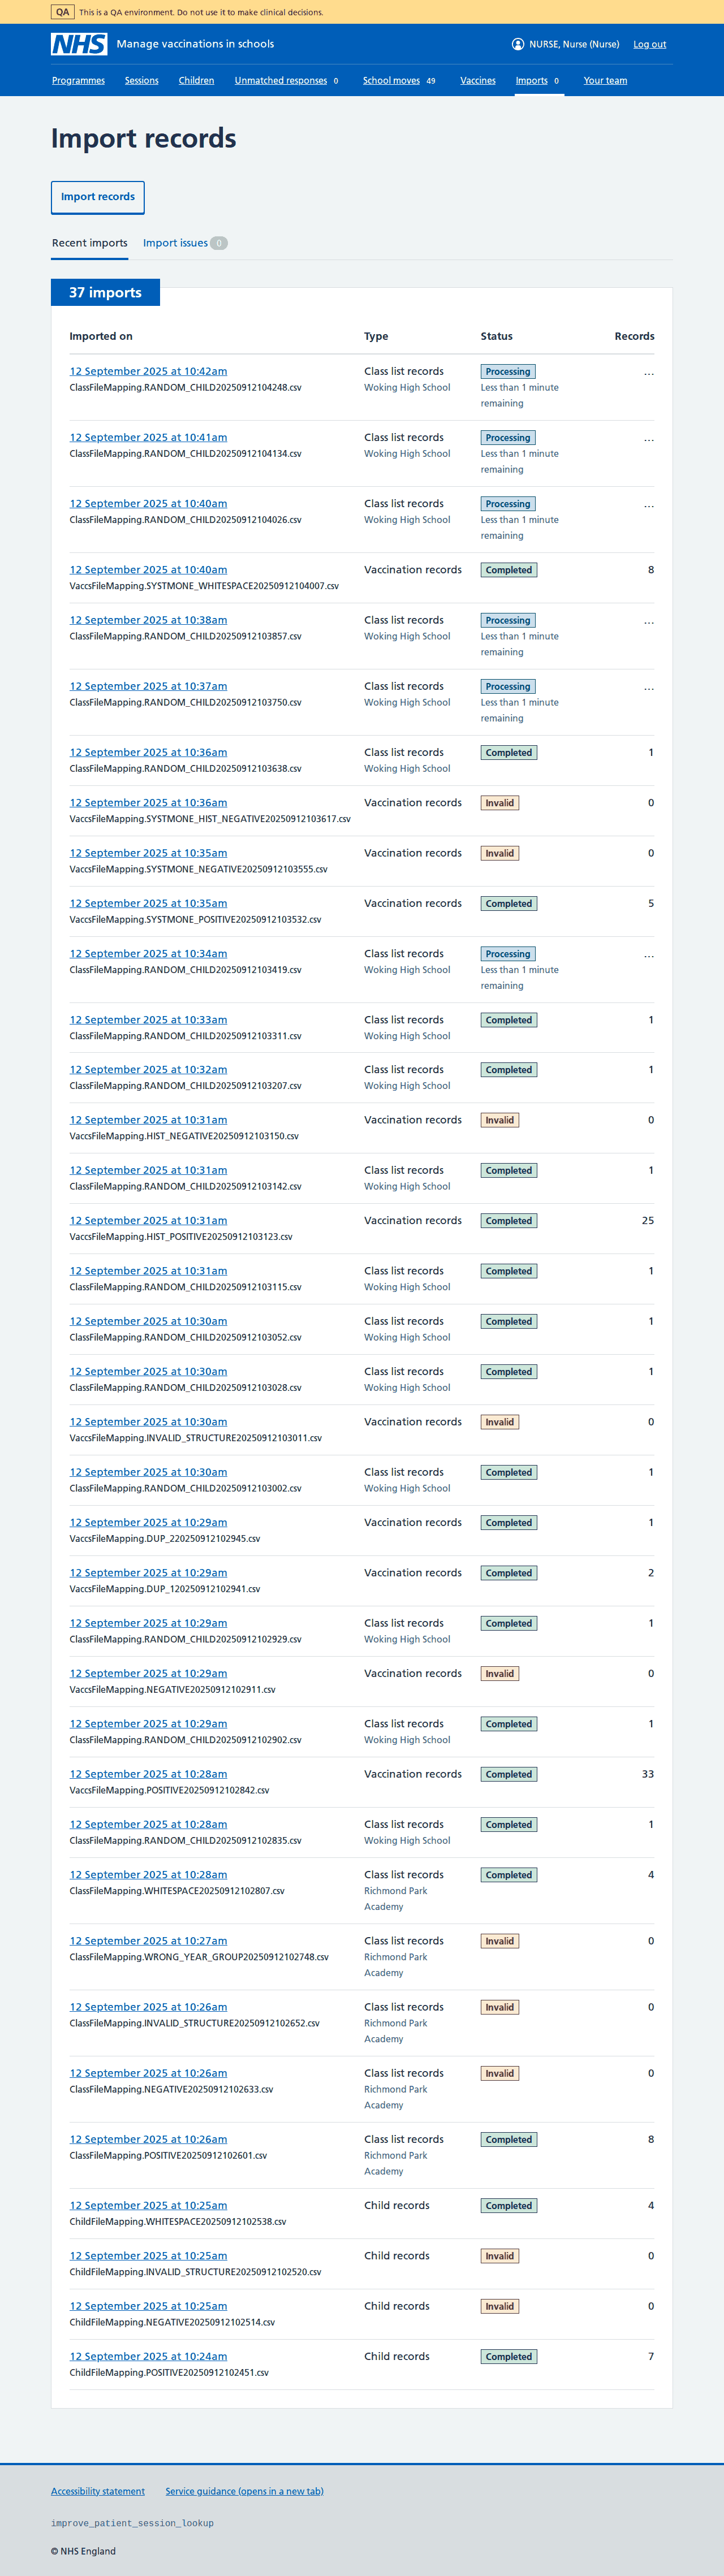 QA This is a QA environment. Do not use it to make clinical decisions.
NHS Manage vaccinations in schools NURSE, Nurse (Nurse) Log out
Programmes Sessions Children Unmatched responses 0 School moves 49 Vaccines Imports 0 Your team
Import records
Import records
Recent imports Import issues 0
37 imports
Imported on Type Status Records
12 September 2025 at 10:42am Class list records Processing ...
ClassFileMapping.RANDOM_CHILD20250912104248.csv Woking High School Less than 1 minute
remaining
12 September 2025 at 10:41am Class list records Processing ...
ClassFileMapping.RANDOM_CHILD20250912104134.csv Woking High School Less than 1 minute
remaining
12 September 2025 at 10:40am Class list records Processing ...
ClassFileMapping.RANDOM_CHILD20250912104026.csv Woking High School Less than 1 minute
remaining
12 September 2025 at 10:40am Vaccination records Completed 8
VaccsFileMapping.SYSTMONE_WHITESPACE20250912104007.csv
12 September 2025 at 10:38am Class list records Processing ...
ClassFileMapping.RANDOM_CHILD20250912103857.csv Woking High School Less than 1 minute
remaining
12 September 2025 at 10:37am Class list records Processing ...
ClassFileMapping.RANDOM_CHILD20250912103750.csv Woking High School Less than 1 minute
remaining
12 September 2025 at 10:36am Class list records Completed 1
ClassFileMapping.RANDOM_CHILD20250912103638.csv Woking High School
12 September 2025 at 10:36am Vaccination records Invalid 0
VaccsFileMapping.SYSTMONE_HIST_NEGATIVE20250912103617.csv
12 September 2025 at 10:35am Vaccination records Invalid 0
VaccsFileMapping.SYSTMONE_NEGATIVE20250912103555.csv
12 September 2025 at 10:35am Vaccination records Completed 5
VaccsFileMapping.SYSTMONE_POSITIVE20250912103532.csv
12 September 2025 at 10:34am Class list records Processing ...
ClassFileMapping.RANDOM_CHILD20250912103419.csv Woking High School Less than 1 minute
remaining
12 September 2025 at 10:33am Class list records Completed 1
ClassFileMapping.RANDOM_CHILD20250912103311.csv Woking High School
12 September 2025 at 10:32am Class list records Completed 1
ClassFileMapping.RANDOM_CHILD20250912103207.csv Woking High School
12 September 2025 at 10:31am Vaccination records Invalid 0
VaccsFileMapping.HIST_NEGATIVE20250912103150.csv
12 September 2025 at 10:31am Class list records Completed 1
ClassFileMapping.RANDOM_CHILD20250912103142.csv Woking High School
12 September 2025 at 10:31am Vaccination records Completed 25
VaccsFileMapping.HIST_POSITIVE20250912103123.csv
12 September 2025 at 10:31am Class list records Completed 1
ClassFileMapping.RANDOM_CHILD20250912103115.csv Woking High School
12 September 2025 at 10:30am Class list records Completed 1
ClassFileMapping.RANDOM_CHILD20250912103052.csv Woking High School
12 September 2025 at 10:30am Class list records Completed 1
ClassFileMapping.RANDOM_CHILD20250912103028.csv Woking High School
12 September 2025 at 10:30am Vaccination records Invalid 0
VaccsFileMapping.INVALID_STRUCTURE20250912103011.csv
12 September 2025 at 10:30am Class list records Completed 1
ClassFileMapping.RANDOM_CHILD20250912103002.csv Woking High School
12 September 2025 at 10:29am Vaccination records Completed 1
VaccsFileMapping.DUP_220250912102945.csv
12 September 2025 at 10:29am Vaccination records Completed 2
VaccsFileMapping.DUP_120250912102941.csv
12 September 2025 at 10:29am Class list records Completed 1
ClassFileMapping.RANDOM_CHILD20250912102929.csv Woking High School
12 September 2025 at 10:29am Vaccination records Invalid 0
VaccsFileMapping.NEGATIVE20250912102911.csv
12 September 2025 at 10:29am Class list records Completed 1
ClassFileMapping.RANDOM_CHILD20250912102902.csv Woking High School
12 September 2025 at 10:28am Vaccination records Completed 33
VaccsFileMapping.POSITIVE20250912102842.csv
12 September 2025 at 10:28am Class list records Completed 1
ClassFileMapping.RANDOM_CHILD20250912102835.csv Woking High School
12 September 2025 at 10:28am Class list records Completed 4
ClassFileMapping.WHITESPACE20250912102807.csv Richmond Park
Academy
12 September 2025 at 10:27am Class list records Invalid 0
ClassFileMapping.WRONG_YEAR_GROUP20250912102748.csv Richmond Park
Academy
12 September 2025 at 10:26am Class list records Invalid 0
ClassFileMapping.INVALID_STRUCTURE20250912102652.csv Richmond Park
Academy
12 September 2025 at 10:26am Class list records Invalid 0
ClassFileMapping.NEGATIVE20250912102633.csv Richmond Park
Academy
12 September 2025 at 10:26am Class list records Completed 8
ClassFileMapping.POSITIVE20250912102601.csv Richmond Park
Academy
12 September 2025 at 10:25am Child records Completed 4
ChildFileMapping.WHITESPACE20250912102538.csv
12 September 2025 at 10:25am Child records Invalid 0
ChildFileMapping.INVALID_STRUCTURE20250912102520.csv
12 September 2025 at 10:25am Child records Invalid 0
ChildFileMapping.NEGATIVE20250912102514.csv
12 September 2025 at 10:24am Child records Completed 7
ChildFileMapping.POSITIVE20250912102451.csv
Accessibility statement Service guidance (opens in a new tab)
improve_patient_session_lookup
© NHS England